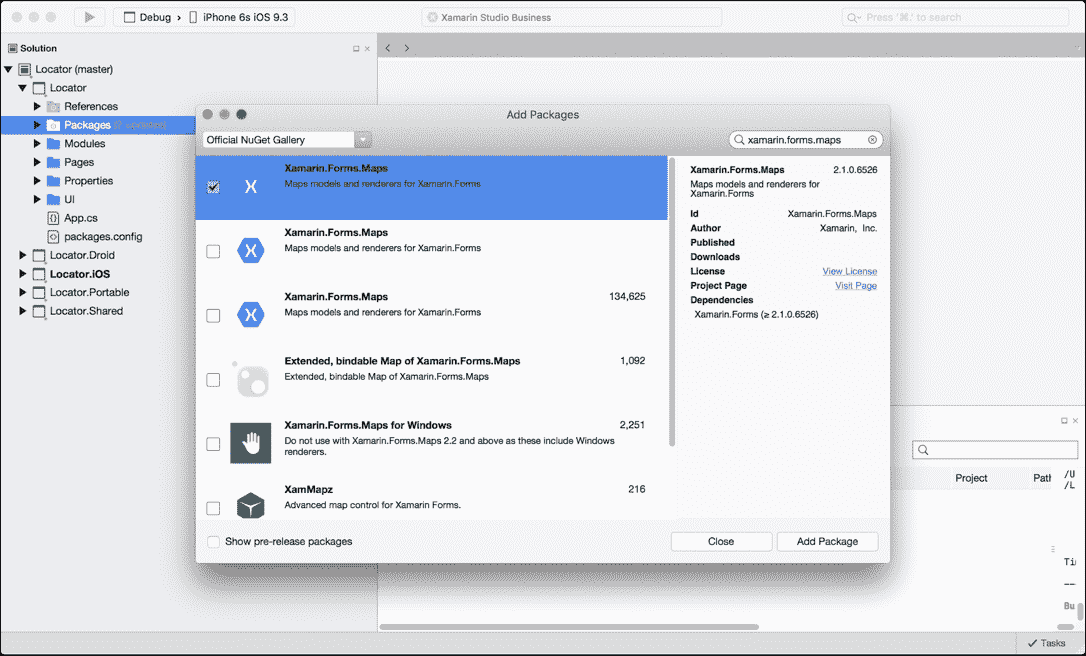 Debug
iPhone 6s iOS 9.3
Xamarin Studio Business
Press '⌘.' to search
Solution
Locator (master)
Locator
References
Packages
Modules
Pages
Properties
UI
App.cs
packages.config
Locator.Droid
Locator.iOS
Locator.Portable
Locator.Shared
Add Packages
Official NuGet Gallery
xamarin.forms.maps
Xamarin.Forms.Maps
Maps models and renderers for Xamarin.Forms
Xamarin.Forms.Maps
Maps models and renderers for Xamarin.Forms
Xamarin.Forms.Maps 134,625
Maps models and renderers for Xamarin.Forms
Extended, bindable Map of Xamarin.Forms.Maps 1,092
Extended, bindable Map of Xamarin.Forms.Maps
Xamarin.Forms.Maps for Windows 2,251
Do not use with Xamarin.Forms.Maps 2.2 and above as these include Windows
renderers.
XamMapz 216
Advanced map control for Xamarin Forms.
Xamarin.Forms.Maps 2.1.0.6526
Maps models and renderers for
Xamarin.Forms
Id Xamarin.Forms.Maps
Author Xamarin, Inc.
Published
Downloads
License View License
Project Page Visit Page
Dependencies
Xamarin.Forms (≥ 2.1.0.6526)
Show pre-release packages
Close
Add Package
Project
Path
/U
/L
Ti
Bu
Tasks